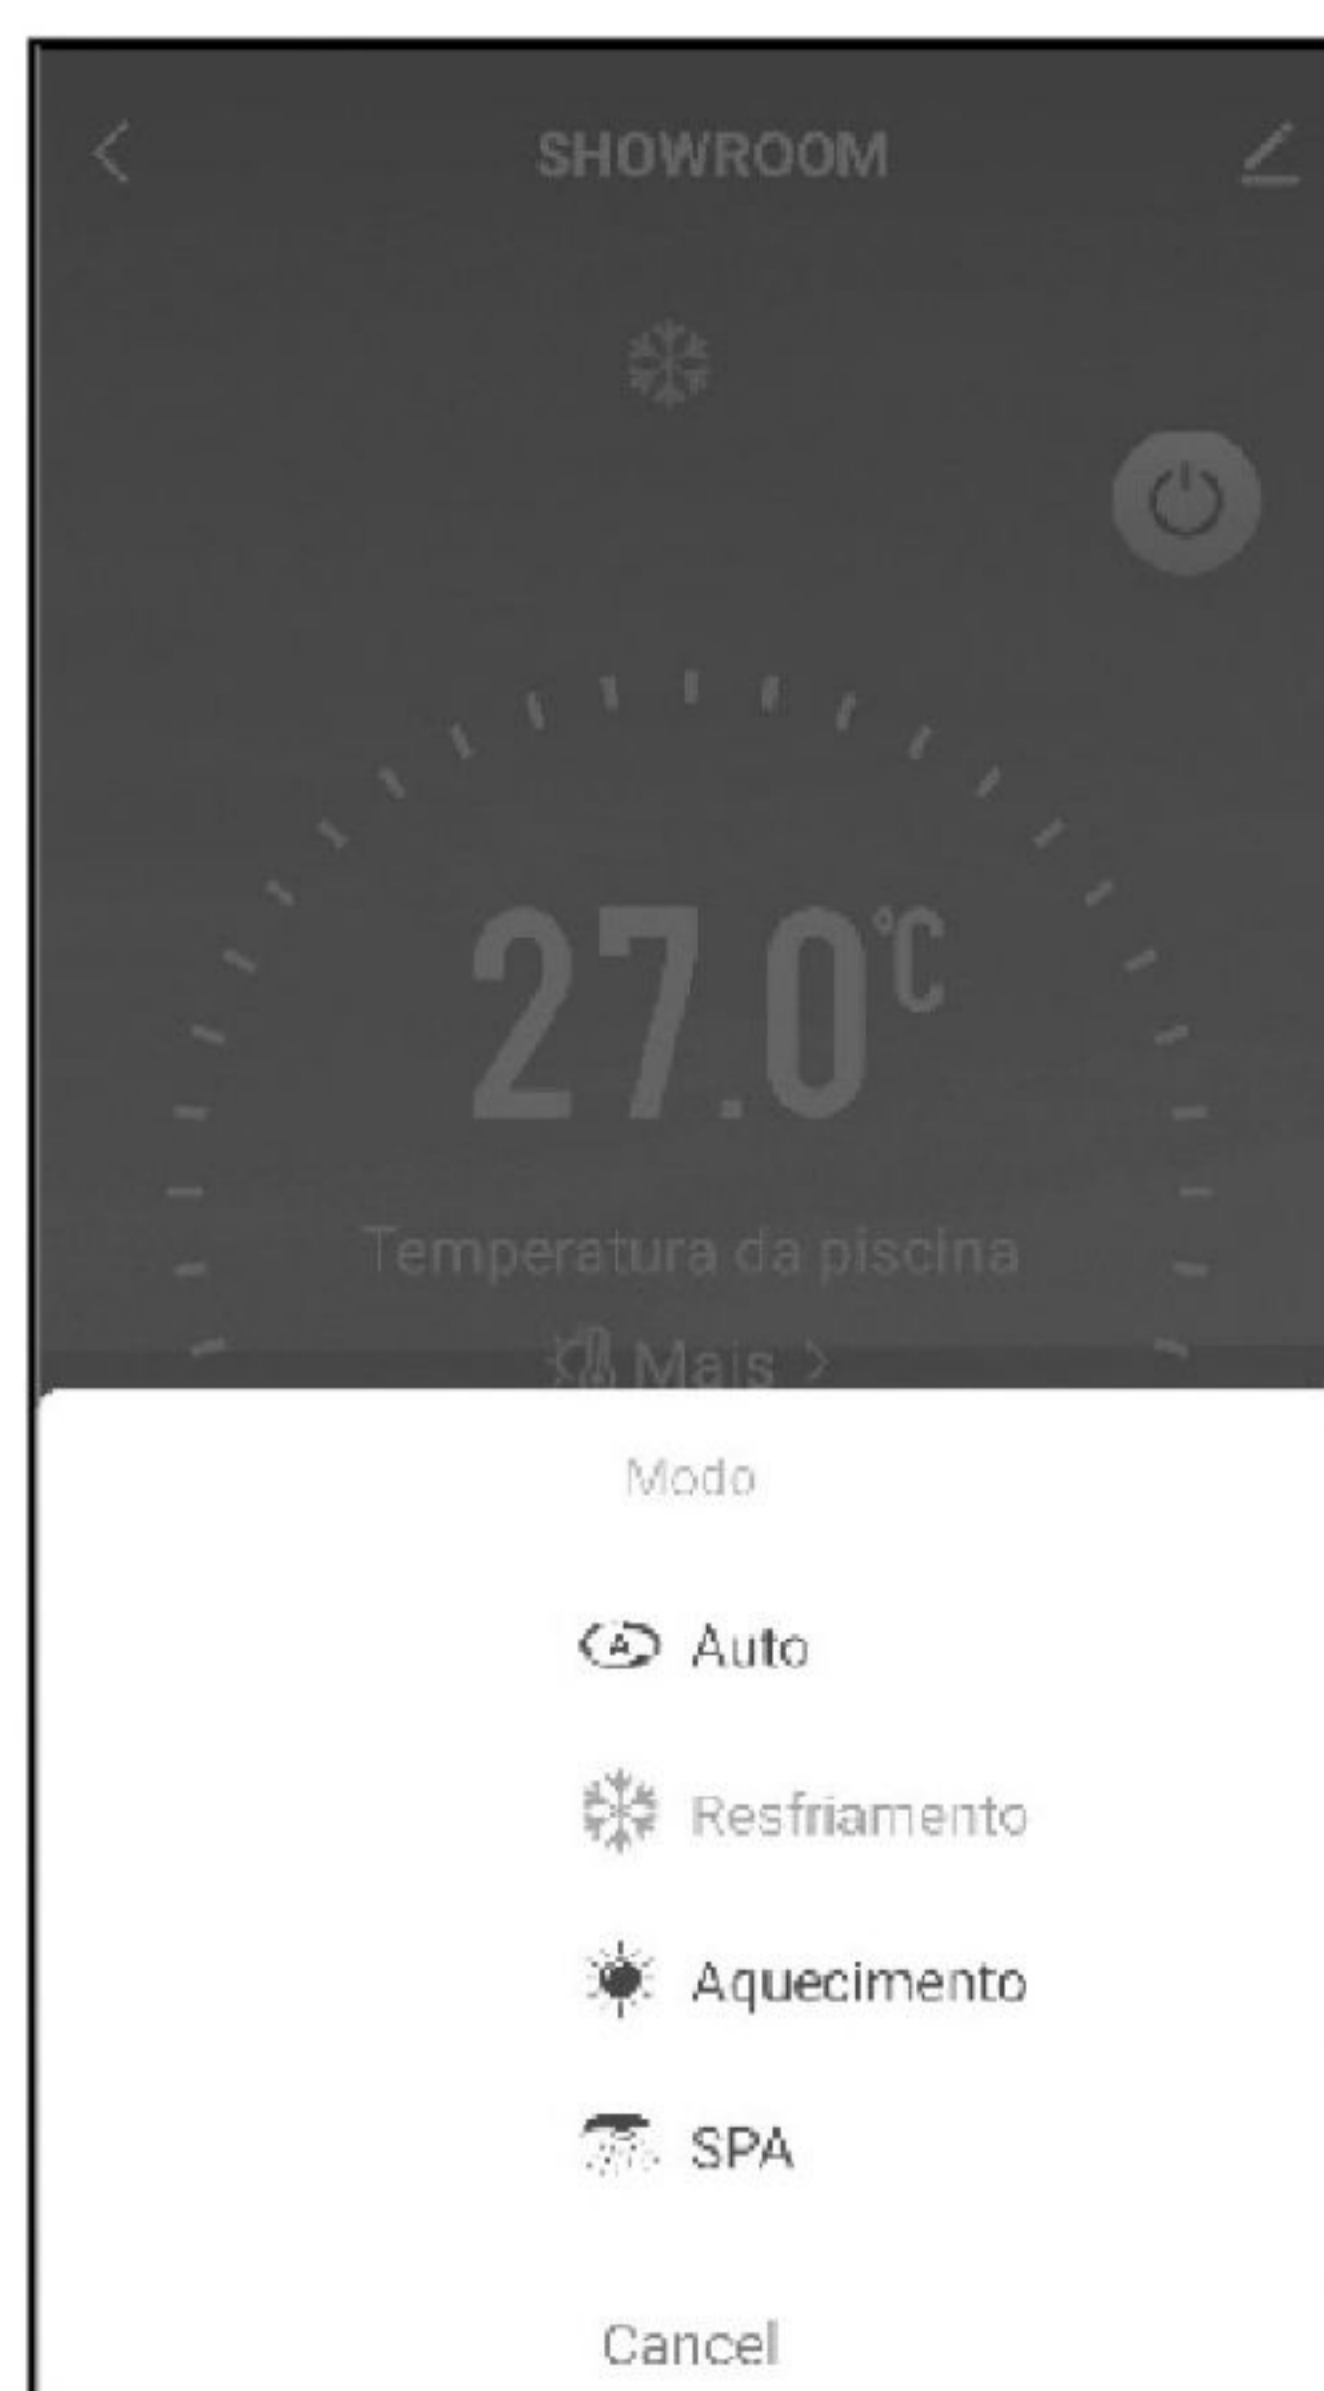 SHOWROOM
27.0°C
Temperatura da piscina
Mais >
Modo
Auto
Resfriamento
Aquecimento
SPA
Cancel